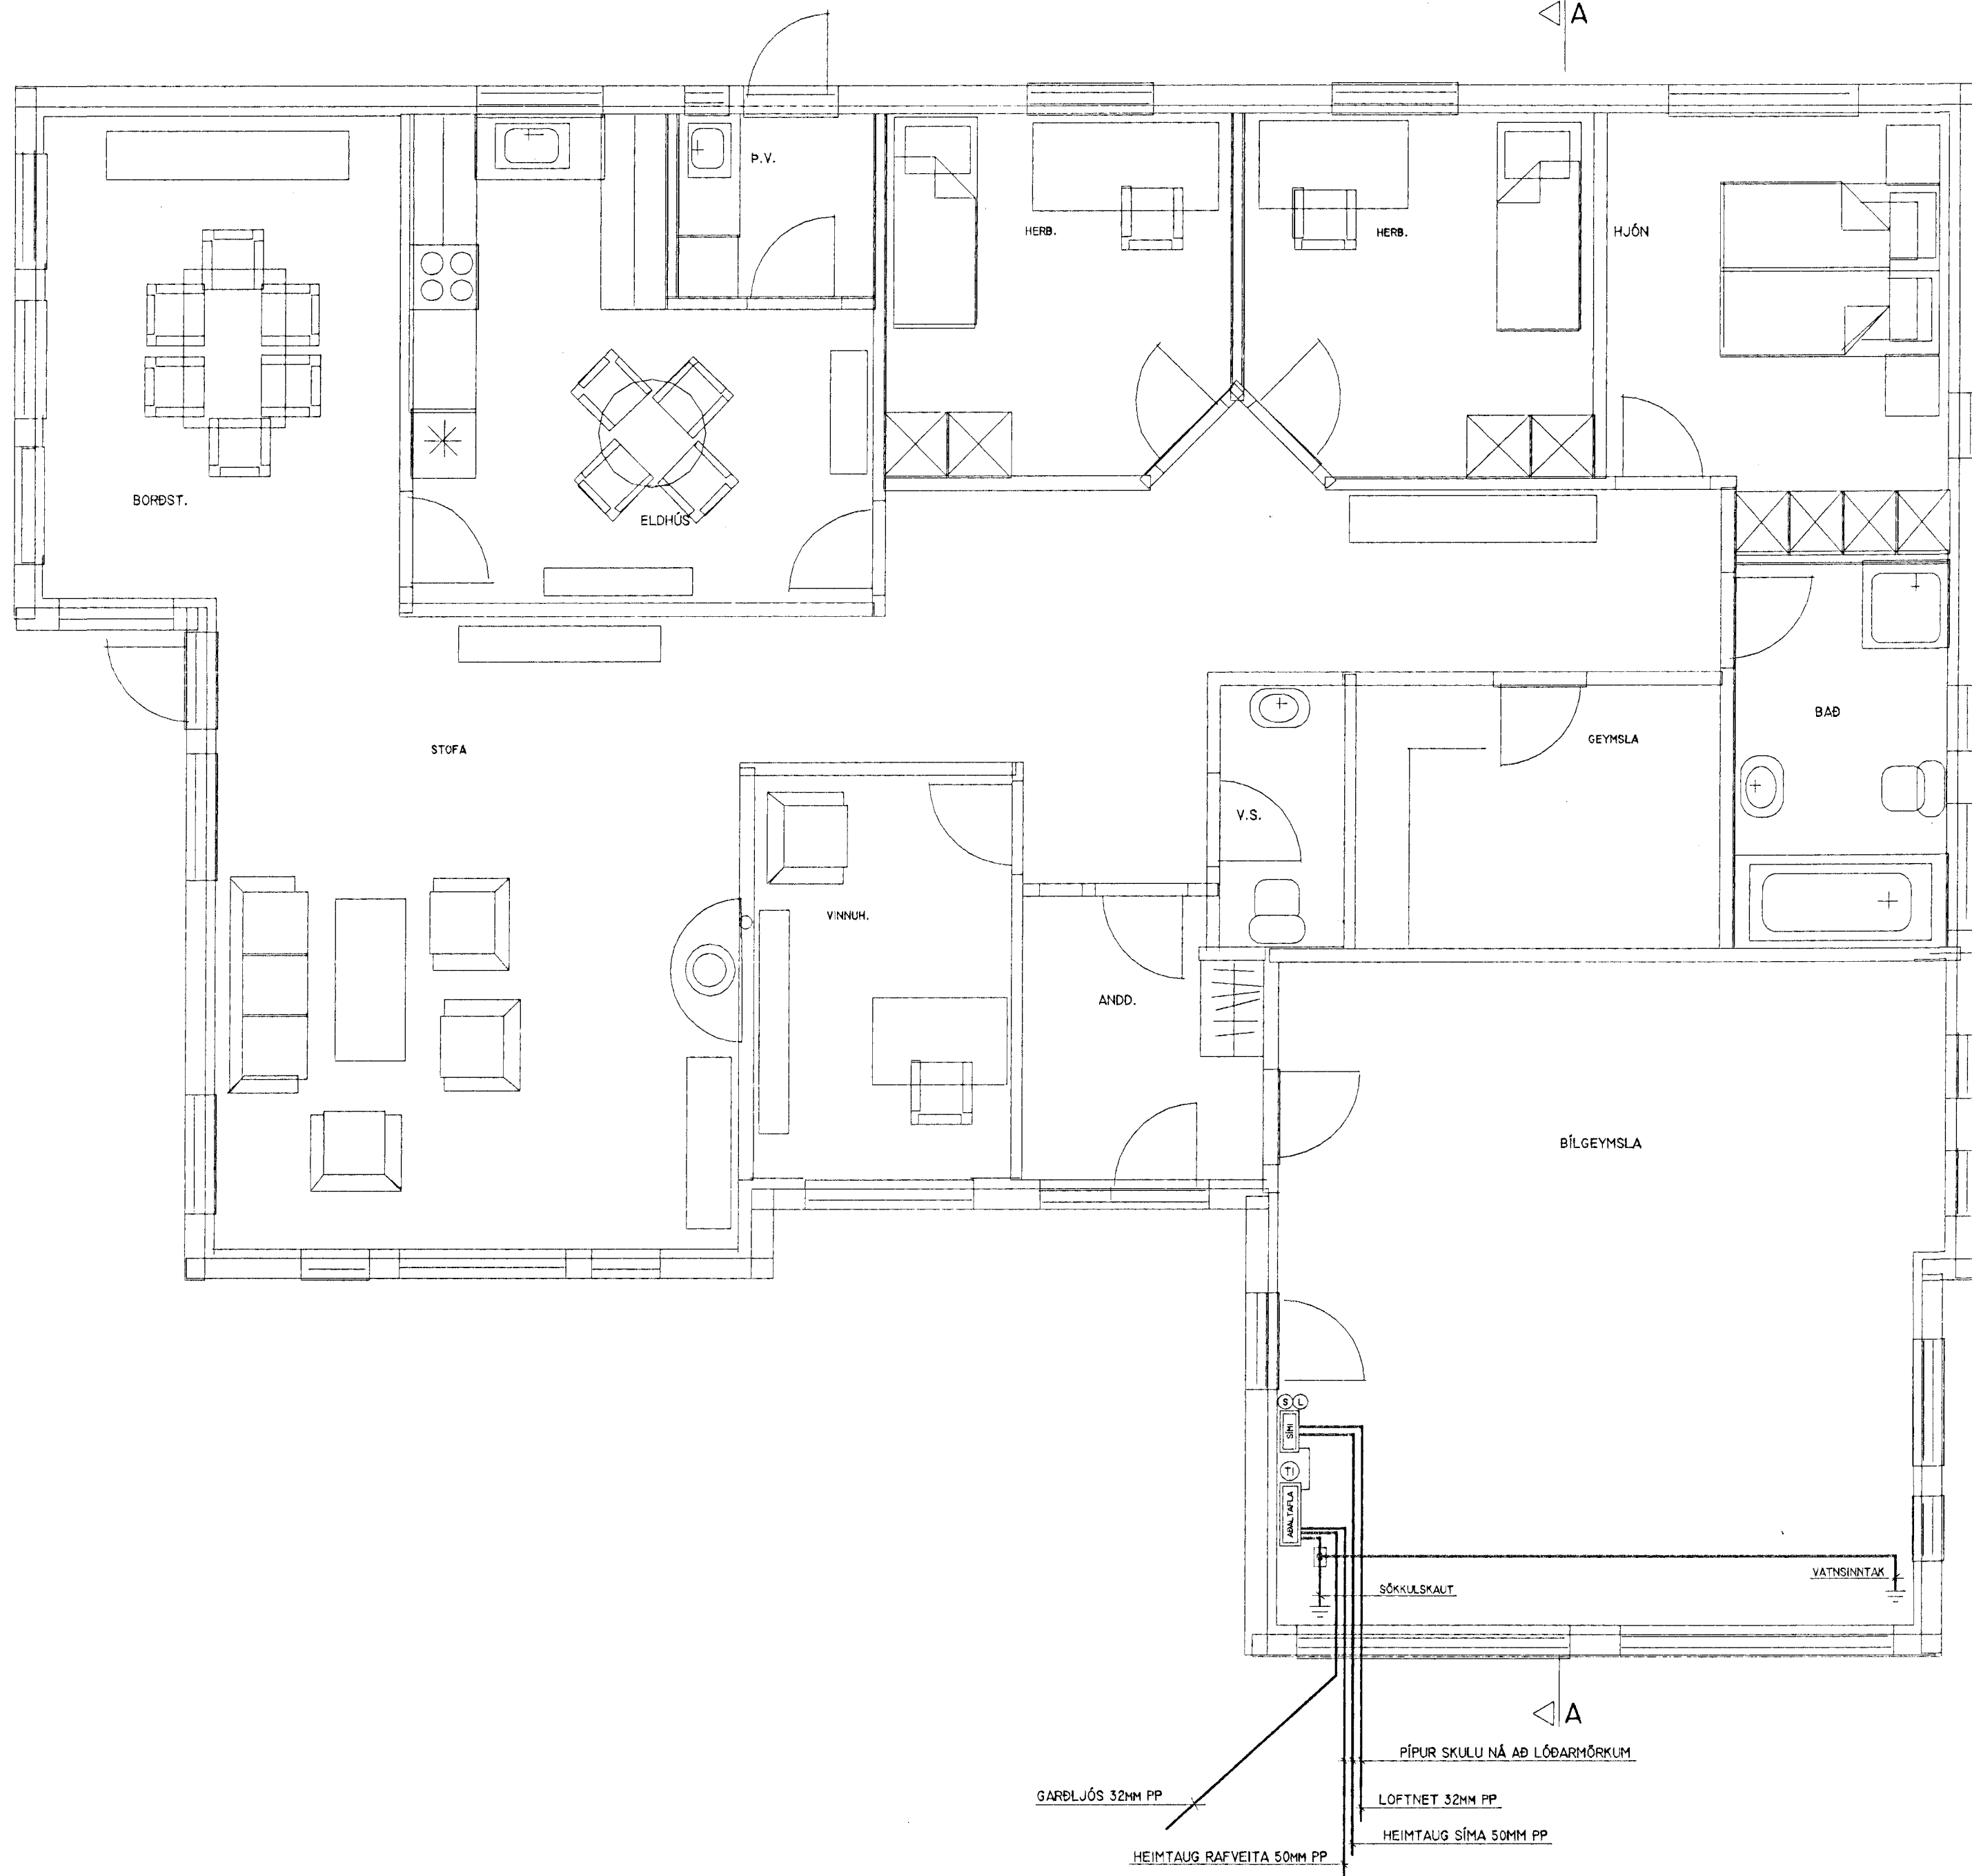 A
Þ.V.
HERB.
HERB.
HJÓN
BORÐST.
ELDHÚS
STOFA
BAÐ
GEYMSLA
V.S.
VINNUH.
ANDD.
BÍLGEYMSLA
S L
SÍMI
TI
AÐALTAFLA
VATNSINNTAK
SÖKKULSKAUT
A
PÍPUR SKULU NÁ AÐ LÓÐARMÖRKUM
GARÐLJÓS 32MM PP
LOFTNET 32MM PP
HEIMTAUG SÍMA 50MM PP
HEIMTAUG RAFVEITA 50MM PP